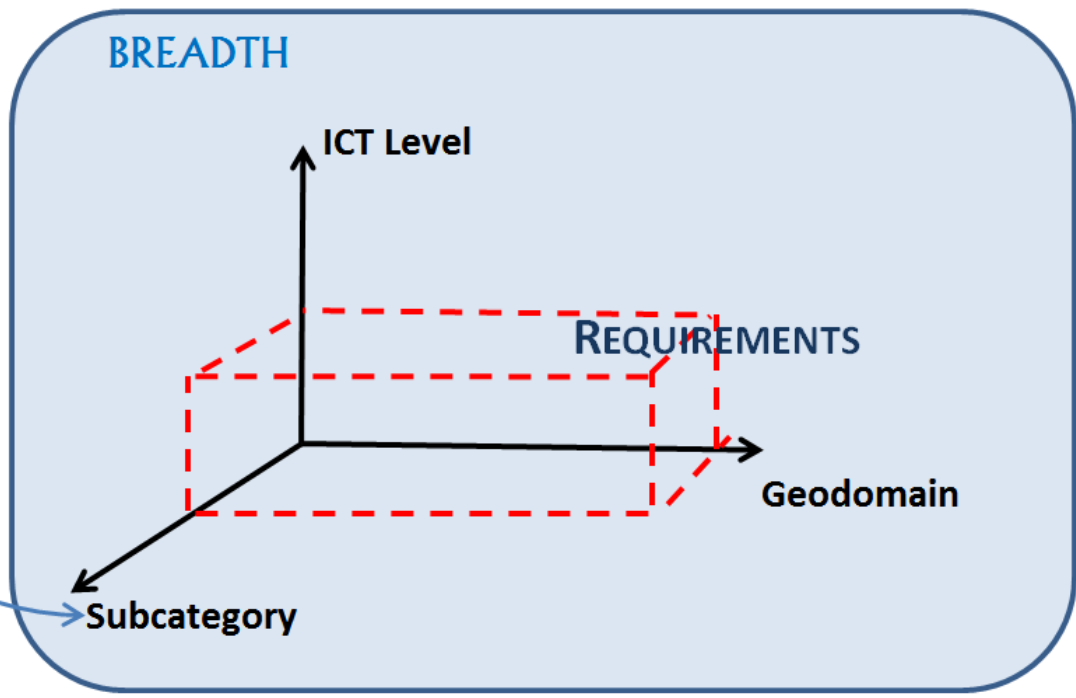 BREADTH
ICT Level
REQUIREMENTS
Geodomain
Subcategory